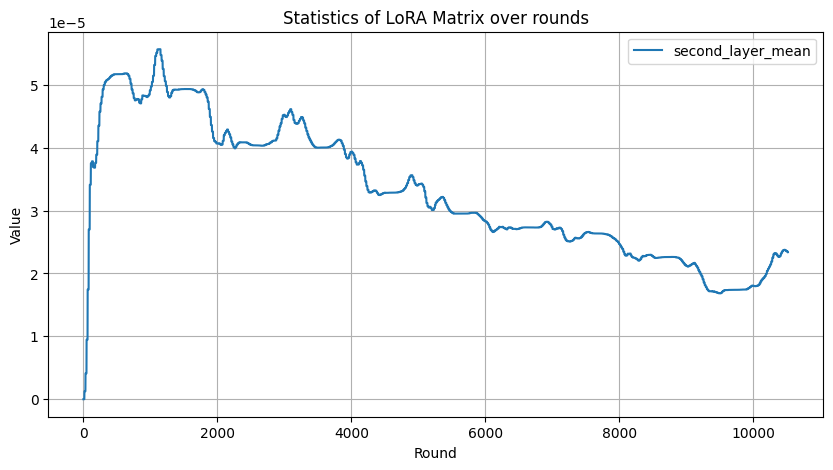 Statistics of LoRA Matrix over rounds
1e−5
second_layer_mean
5
4
3
2
1
0
Value
0 2000 4000 6000 8000 10000
Round